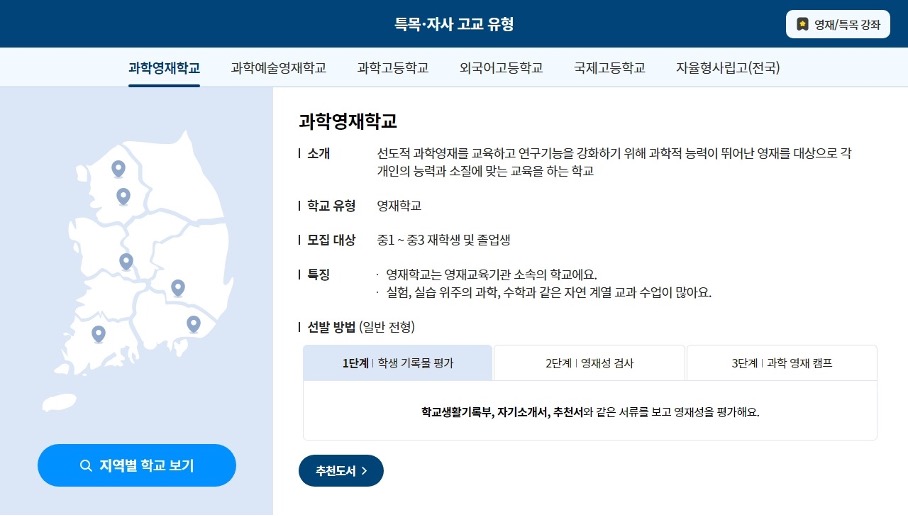 특목·자사 고교 유형
영재/특목 강좌
과학영재학교
과학예술영재학교
과학고등학교
외국어고등학교
국제고등학교
자율형사립고(전국)
과학영재학교
소개
선도적 과학영재를 교육하고 연구기능을 강화하기 위해 과학적 능력이 뛰어난 영재를 대상으로 각
개인의 능력과 소질에 맞는 교육을 하는 학교
학교 유형
영재학교
모집 대상
중1 ~ 중3 재학생 및 졸업생
특징
· 영재학교는 영재교육기관 소속의 학교에요.
· 실험, 실습 위주의 과학, 수학과 같은 자연 계열 교과 수업이 많아요.
선발 방법 (일반 전형)
1단계 | 학생 기록물 평가
2단계 | 영재성 검사
3단계 | 과학 영재 캠프
학교생활기록부, 자기소개서, 추천서와 같은 서류를 보고 영재성을 평가해요.
지역별 학교 보기
추천도서 >